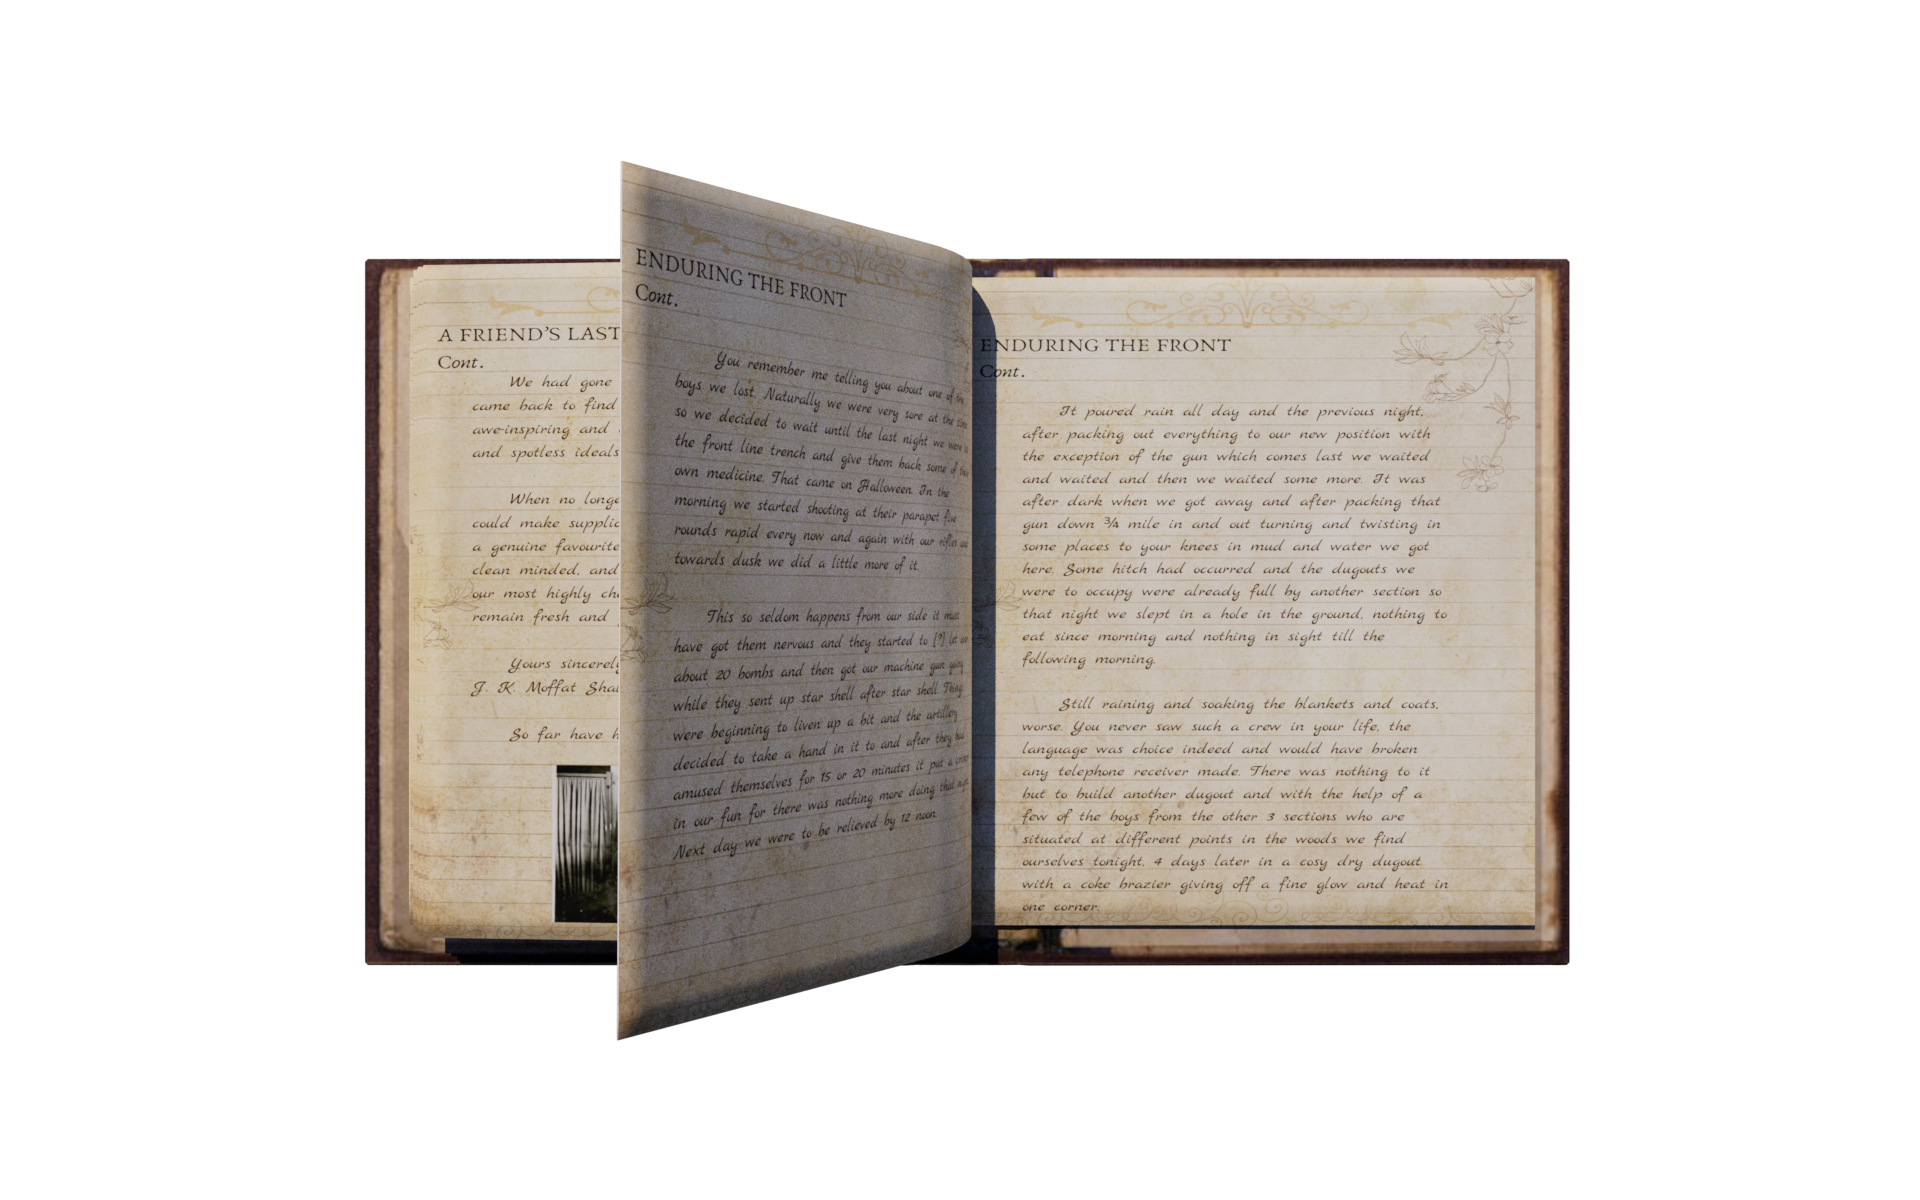 A FRIEND'S LAST
Cont.
We had gone
came back to find
awe-inspiring and
and spotless ideals
When no longe
could make supplic
a genuine favourite
clean minded, and
our most highly che
remain fresh and
Yours sincerely
J. K. Moffat Shaw
So far have h
ENDURING THE FRONT
Cont.
You remember me telling you about one of the
boys we lost. Naturally we were very sore at the time
so we decided to wait until the last night we were in
the front line trench and give them back some of their
own medicine. That came on Halloween. In the
morning we started shooting at their parapet five
rounds rapid every now and again with our rifles and
towards dusk we did a little more of it.
This so seldom happens from our side it must
have got them nervous and they started to [?] let off
about 20 bombs and then got our machine gun going
while they sent up star shell after star shell. Things
were beginning to liven up a bit and the artillery
decided to take a hand in it to and after they had
amused themselves for 15 or 20 minutes it put a crimp
in our fun for there was nothing more doing that night.
Next day we were to be relieved by 12 noon.
ENDURING THE FRONT
Cont.
It poured rain all day and the previous night,
after packing out everything to our new position with
the exception of the gun which comes last we waited
and waited and then we waited some more. It was
after dark when we got away and after packing that
gun down ¾ mile in and out turning and twisting in
some places to your knees in mud and water we got
here. Some hitch had occurred and the dugouts we
were to occupy were already full by another section so
that night we slept in a hole in the ground, nothing to
eat since morning and nothing in sight till the
following morning.
Still raining and soaking the blankets and coats,
worse. You never saw such a crew in your life, the
language was choice indeed and would have broken
any telephone receiver made. There was nothing to it
but to build another dugout and with the help of a
few of the boys from the other 3 sections who are
situated at different points in the woods we find
ourselves tonight, 4 days later in a cosy dry dugout
with a coke brazier giving off a fine glow and heat in
one corner.